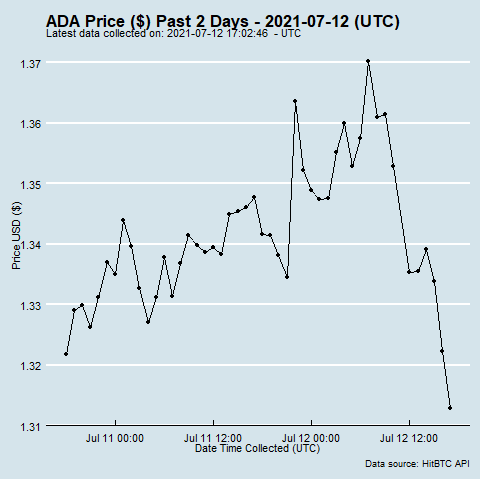 ADA Price ($) Past 2 Days - 2021-07-12 (UTC)
Latest data collected on: 2021-07-12 17:02:46 - UTC
1.37
1.36
1.35
1.34
1.33
1.32
1.31
Price USD ($)
Jul 11 00:00 Jul 11 12:00 Jul 12 00:00 Jul 12 12:00
Date Time Collected (UTC)
Data source: HitBTC API